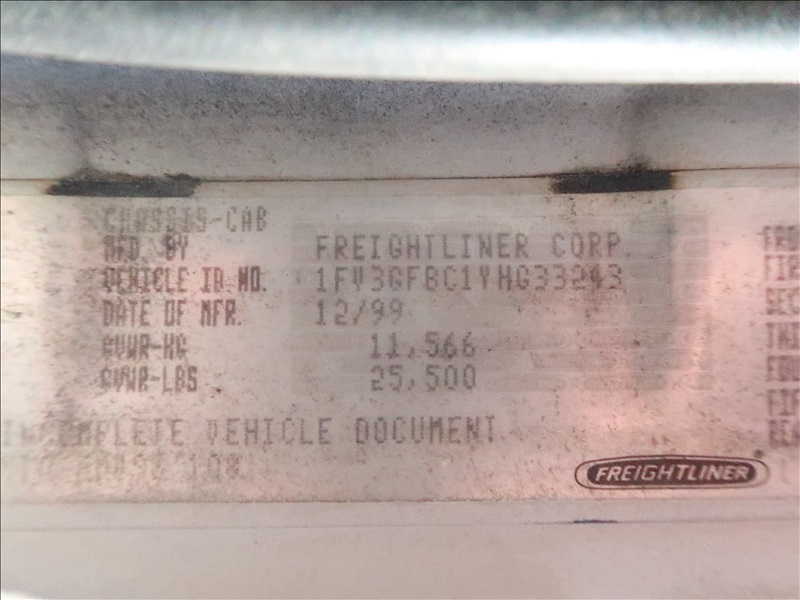 CHASSIS-CAB
MFD BY FREIGHTLINER CORP.
VEHICLE ID NO. 1FV3GFBC1YHG33243
DATE OF MFR. 12/99
GVWR-KG 11,566
GVWR-LBS 25,500
INCOMPLETE VEHICLE DOCUMENT
FREIGHTLINER